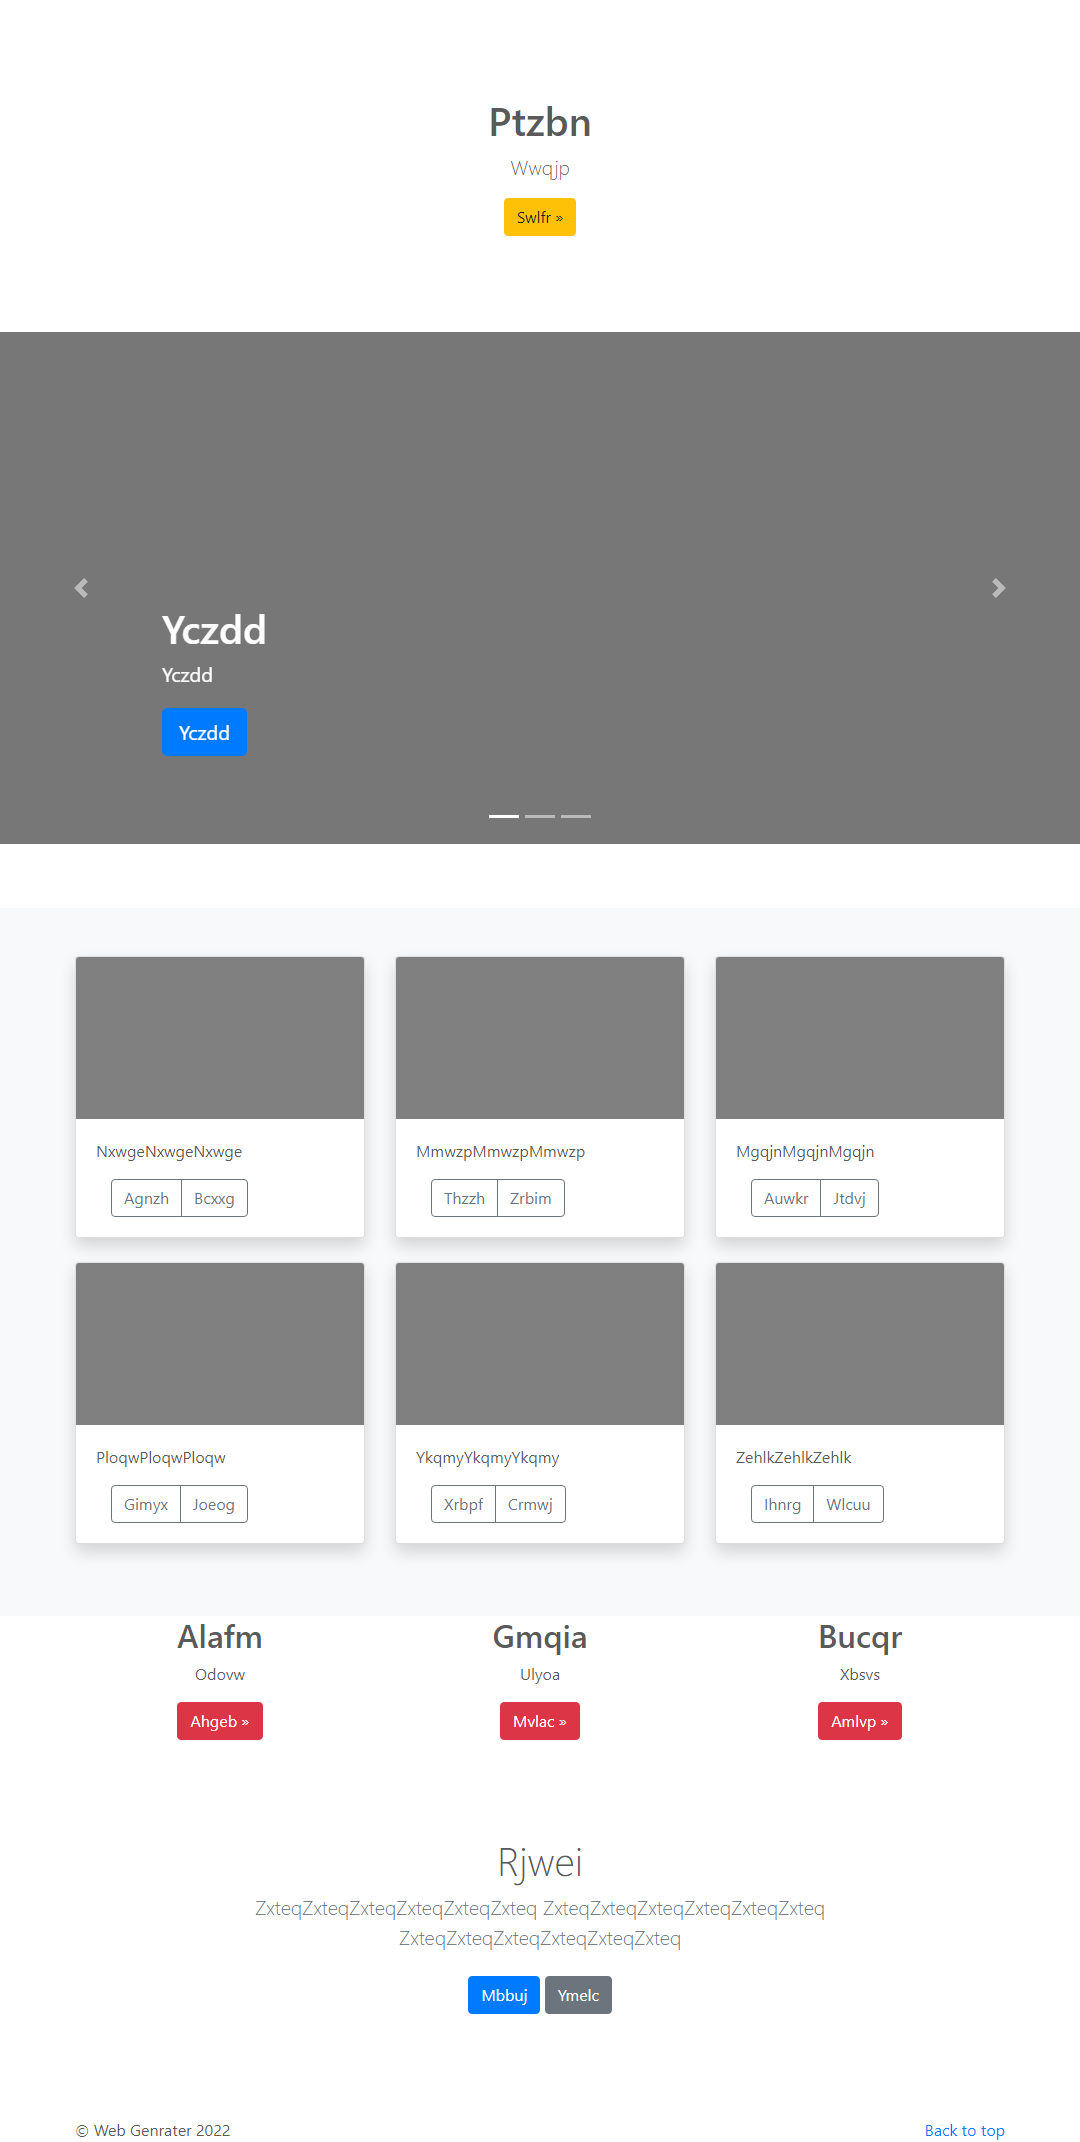 Ptzbn
Wwqjp
Swlfr »
Yczdd
Yczdd
Yczdd
NxwgeNxwgeNxwge
Agnzh Bcxxg
MmwzpMmwzpMmwzp
Thzzh Zrbim
MgqjnMgqjnMgqjn
Auwkr Jtdvj
PloqwPloqwPloqw
Gimyx Joeog
YkqmyYkqmyYkqmy
Xrbpf Crmwj
ZehlkZehlkZehlk
Ihnrg Wlcuu
Alafm
Odovw
Ahgeb »
Gmqia
Ulyoa
Mvlac »
Bucqr
Xbsvs
Amlvp »
Rjwei
ZxteqZxteqZxteqZxteqZxteqZxteq ZxteqZxteqZxteqZxteqZxteqZxteq
ZxteqZxteqZxteqZxteqZxteqZxteq
Mbbuj Ymelc
© Web Genrater 2022
Back to top